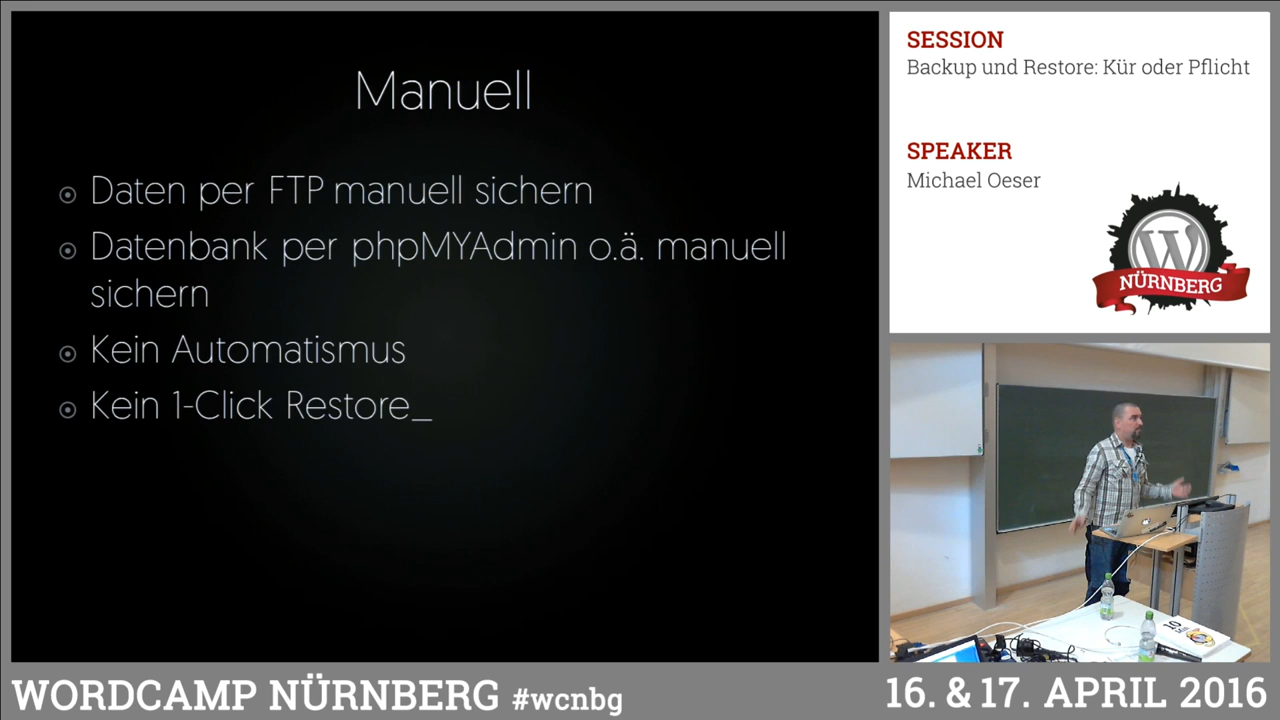 Manuell
Daten per FTP manuell sichern
Datenbank per phpMYAdmin o.ä. manuell
sichern
Kein Automatismus
Kein 1-Click Restore_
SESSION
Backup und Restore: Kür oder Pflicht
SPEAKER
Michael Oeser
W
NÜRNBERG
10
WORDCAMP NÜRNBERG #wcnbg
16. & 17. APRIL 2016